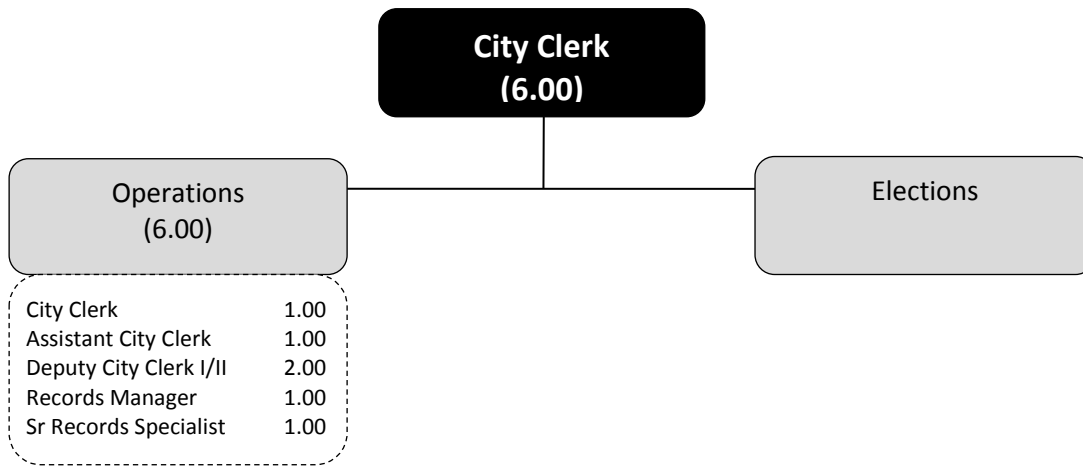 City Clerk
(6.00)
Operations
(6.00)
Elections
City Clerk 1.00
Assistant City Clerk 1.00
Deputy City Clerk I/II 2.00
Records Manager 1.00
Sr Records Specialist 1.00